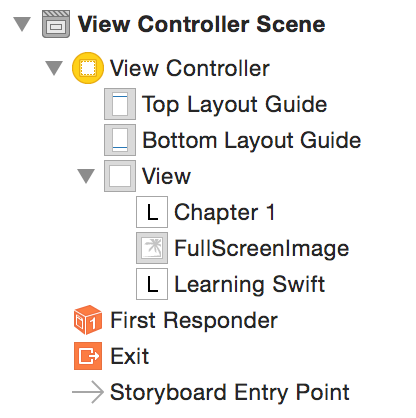 View Controller Scene
View Controller
Top Layout Guide
Bottom Layout Guide
View
L Chapter 1
FullScreenImage
L Learning Swift
1 First Responder
Exit
Storyboard Entry Point